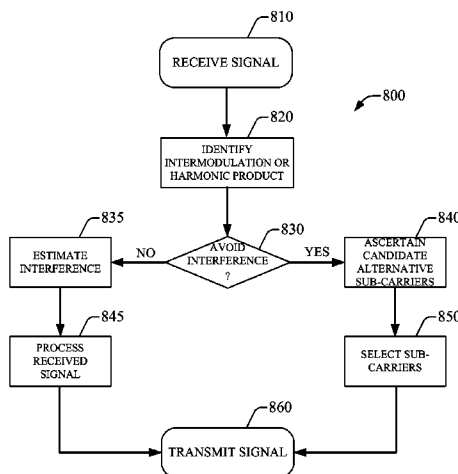 810
RECEIVE SIGNAL
800
820
IDENTIFY
INTERMODULATION OR
HARMONIC PRODUCT
835
830
840
ESTIMATE
INTERFERENCE
NO
AVOID
INTERFERENCE
?
YES
ASCERTAIN
CANDIDATE
ALTERNATIVE
SUB-CARRIERS
845
850
PROCESS
RECEIVED
SIGNAL
SELECT SUB-
CARRIERS
860
TRANSMIT SIGNAL